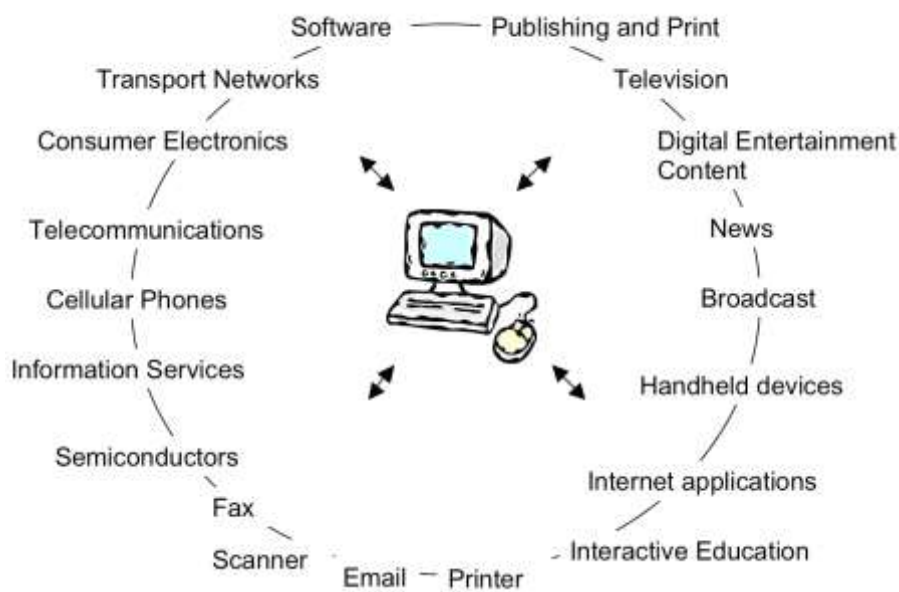 Software
Publishing and Print
Transport Networks
Television
Consumer Electronics
Digital Entertainment
Content
Telecommunications
News
Cellular Phones
Broadcast
Information Services
Handheld devices
Semiconductors
Internet applications
Fax
Interactive Education
Scanner
Email
Printer